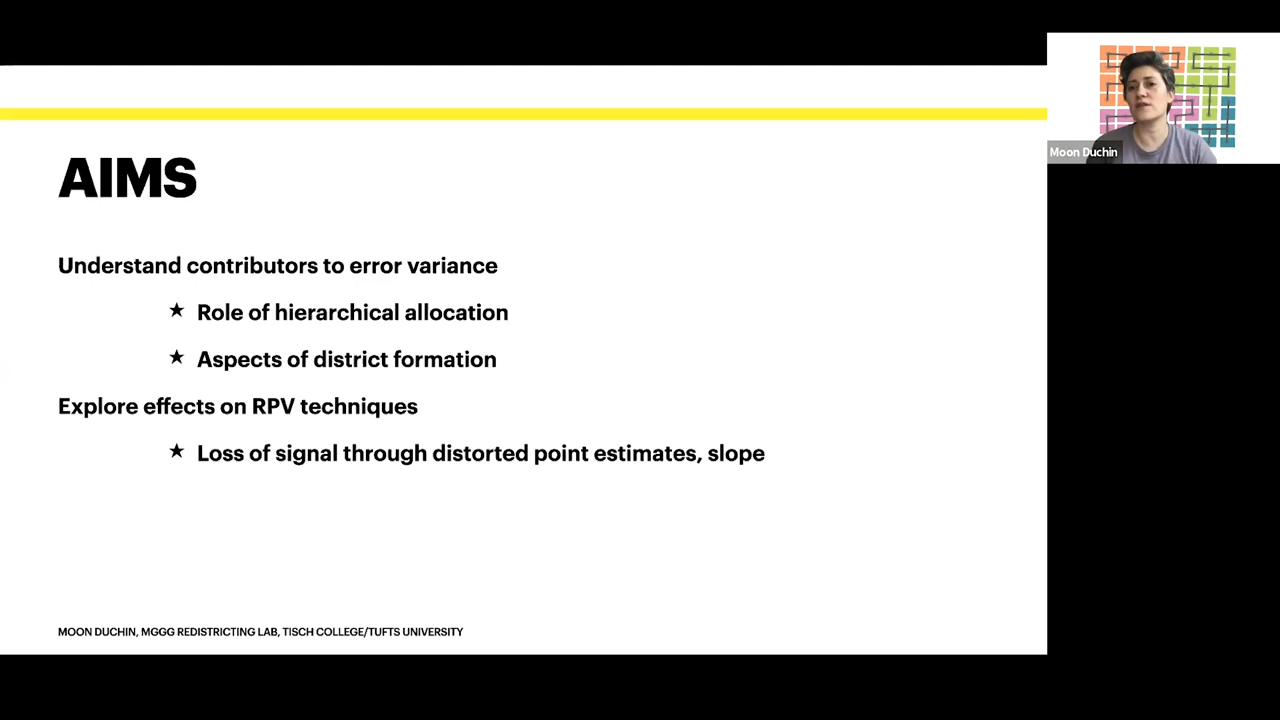 AIMS
Understand contributors to error variance
★ Role of hierarchical allocation
★ Aspects of district formation
Explore effects on RPV techniques
★ Loss of signal through distorted point estimates, slope
MOON DUCHIN, MGGG REDISTRICTING LAB, TISCH COLLEGE/TUFTS UNIVERSITY
Moon Duchin